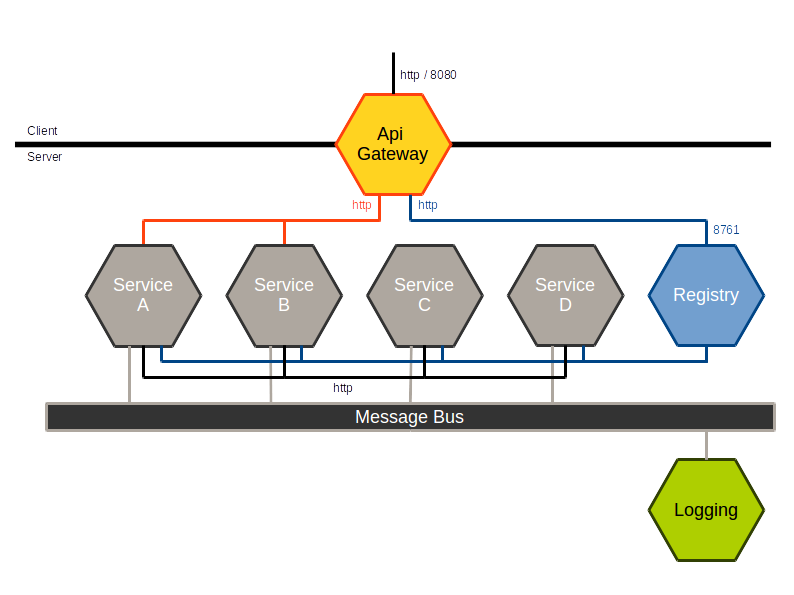 http / 8080
Client
Api
Gateway
Server
http
http
8761
Service
A
Service
B
Service
C
Service
D
Registry
http
Message Bus
Logging